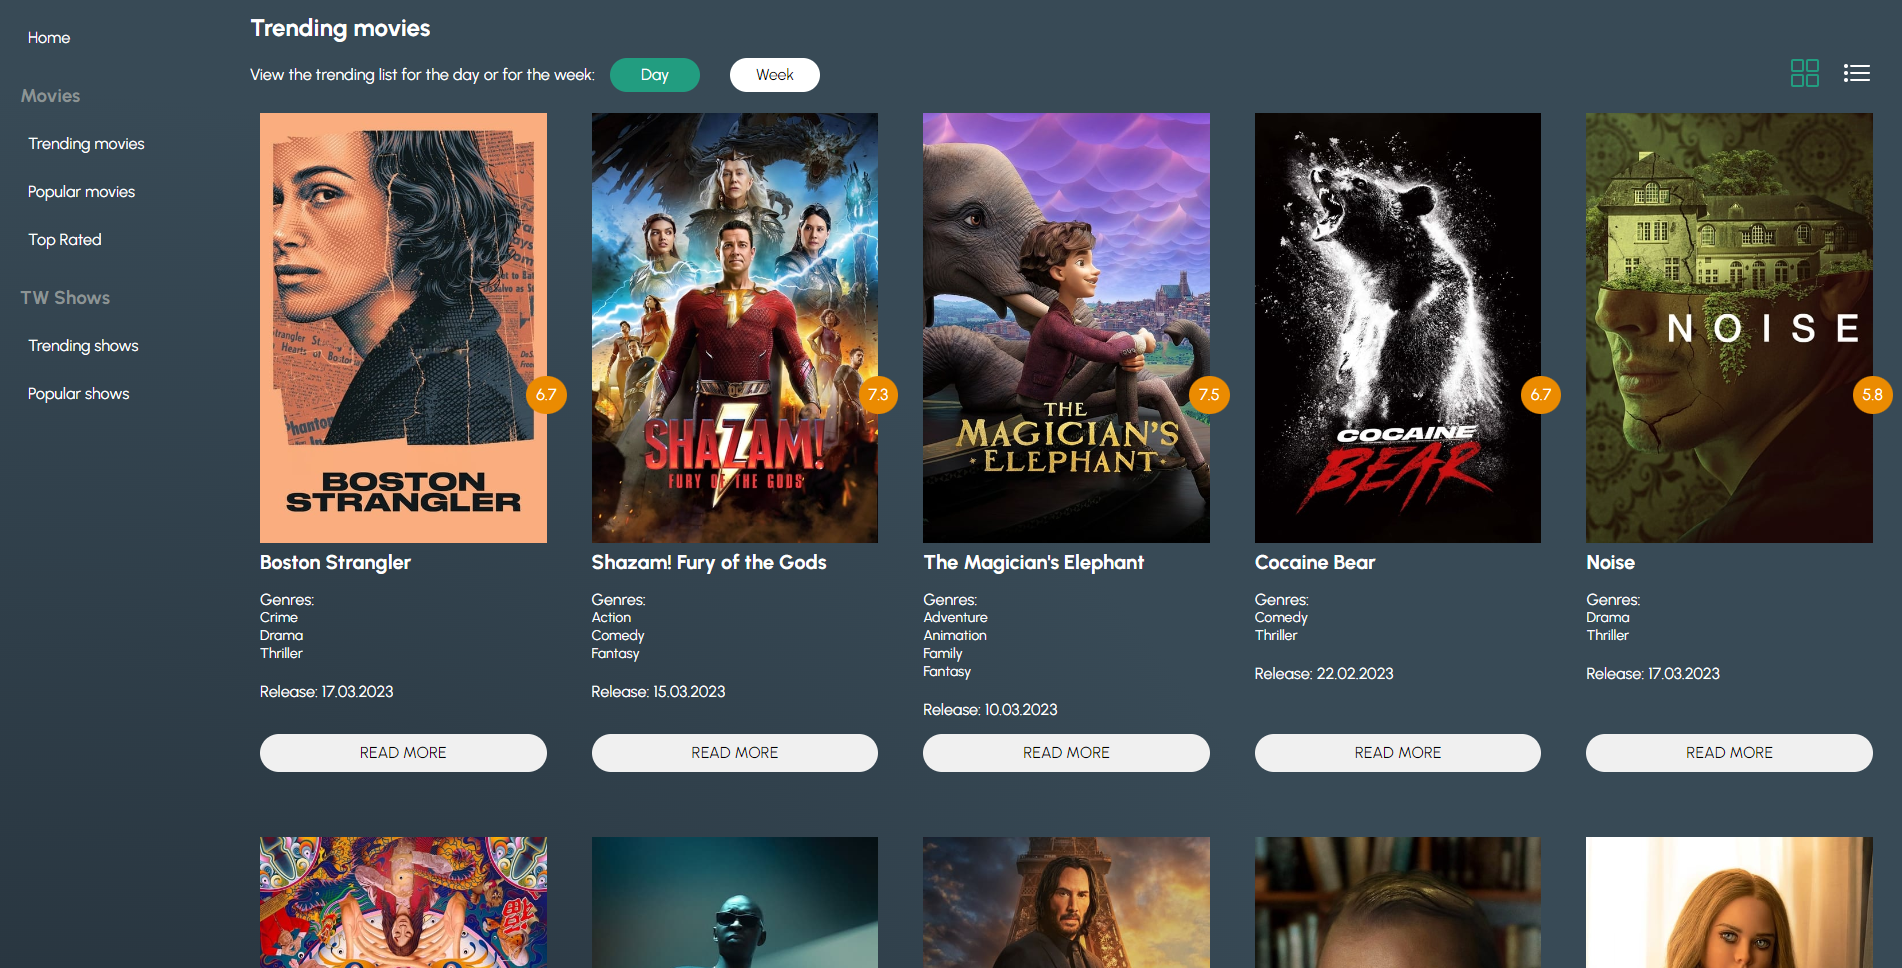 Home
Movies
Trending movies
Popular movies
Top Rated
TW Shows
Trending shows
Popular shows
Trending movies
View the trending list for the day or for the week:
Day
Week
BOSTON
STRANGLER
6.7
Boston Strangler
Genres:
Crime
Drama
Thriller
Release: 17.03.2023
READ MORE
SHAZAM!
FURY OF THE GODS
7.3
Shazam! Fury of the Gods
Genres:
Action
Comedy
Fantasy
Release: 15.03.2023
READ MORE
THE
MAGICIAN'S
ELEPHANT
7.5
The Magician's Elephant
Genres:
Adventure
Animation
Family
Fantasy
Release: 10.03.2023
READ MORE
COCAINE
BEAR
6.7
Cocaine Bear
Genres:
Comedy
Thriller
Release: 22.02.2023
READ MORE
NOISE
5.8
Noise
Genres:
Drama
Thriller
Release: 17.03.2023
READ MORE